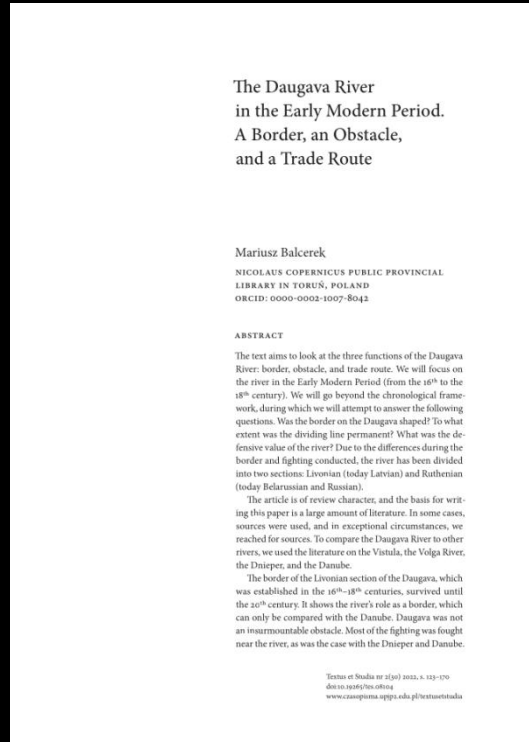 The Daugava River
in the Early Modern Period.
A Border, an Obstacle,
and a Trade Route
Mariusz Balcerek
NICOLAUS COPERNICUS PUBLIC PROVINCIAL
LIBRARY IN TORUŃ, POLAND
ORCID: 0000-0002-1007-8042
ABSTRACT
The text aims to look at the three functions of the Daugava
River: border, obstacle, and trade route. We will focus on
the river in the Early Modern Period (from the 16th to the
18th century). We will go beyond the chronological frame-
work, during which we will attempt to answer the following
questions. Was the border on the Daugava shaped? To what
extent was the dividing line permanent? What was the de-
fensive value of the river? Due to the differences during the
border and fighting conducted, the river has been divided
into two sections: Livonian (today Latvian) and Ruthenian
(today Belarussian and Russian).
The article is of review character, and the basis for writ-
ing this paper is a large amount of literature. In some cases,
sources were used, and in exceptional circumstances, we
reached for sources. To compare the Daugava River to other
rivers, we used the literature on the Vistula, the Volga River,
the Dnieper, and the Danube.
The border of the Livonian section of the Daugava, which
was established in the 16th–18th centuries, survived until
the 20th century. It shows the river's role as a border, which
can only be compared with the Danube. Daugava was not
an insurmountable obstacle. Most of the fighting was fought
near the river, as was the case with the Dnieper and Danube.
Textus et Studia nr 2(30) 2022, s. 123–170
doi:10.19265/tes.08104
www.czasopisma.upjp2.edu.pl/textusetstudia